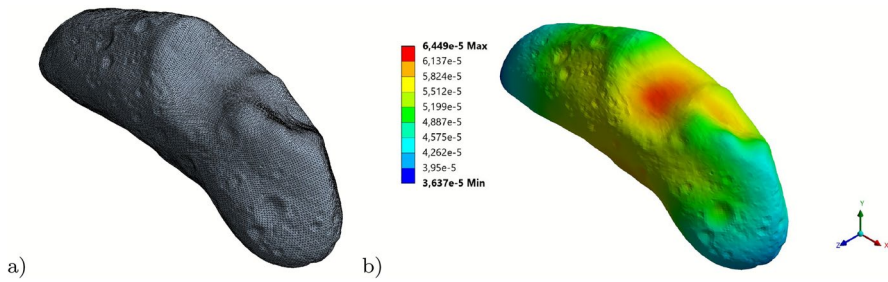 6,449e-5 Max
6,137e-5
5,824e-5
5,512e-5
5,199e-5
4,887e-5
4,575e-5
4,262e-5
3,95e-5
3,637e-5 Min
Y
Z
X
a)
b)